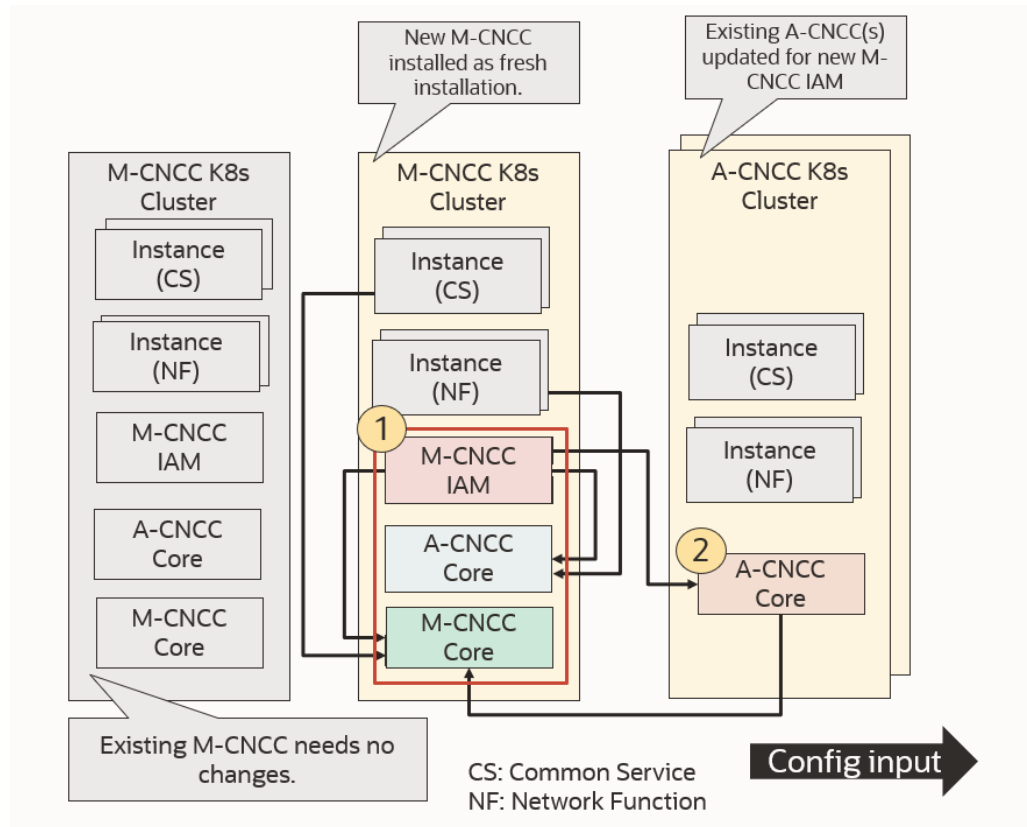 New M-CNCC
installed as fresh
installation.
Existing A-CNCC(s)
updated for new M-
CNCC IAM
M-CNCC K8s
Cluster
Instance
(CS)
Instance
(NF)
M-CNCC
IAM
A-CNCC
Core
M-CNCC
Core
Existing M-CNCC needs no
changes.
M-CNCC K8s
Cluster
Instance
(CS)
Instance
(NF)
1
M-CNCC
IAM
A-CNCC
Core
M-CNCC
Core
A-CNCC K8s
Cluster
Instance
(CS)
Instance
(NF)
2
A-CNCC
Core
CS: Common Service
NF: Network Function
Config input